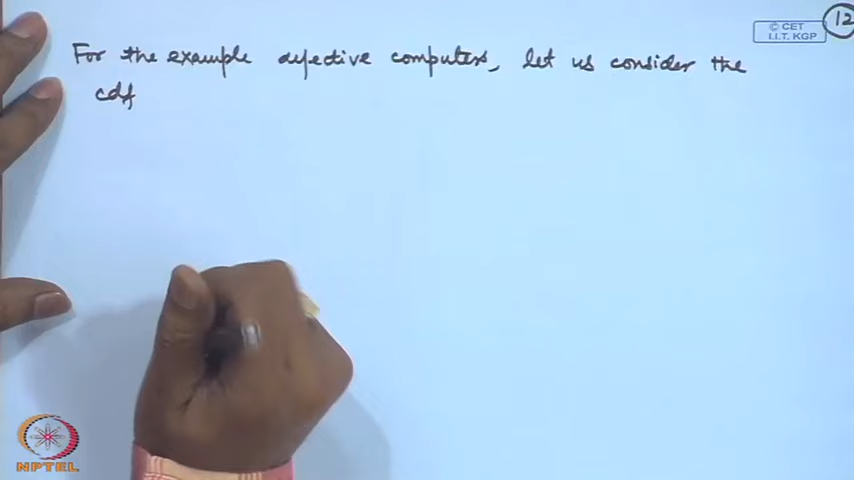 © CET
I.I.T. KGP
12
For the example defective computers, let us consider the
cdf
NPTEL